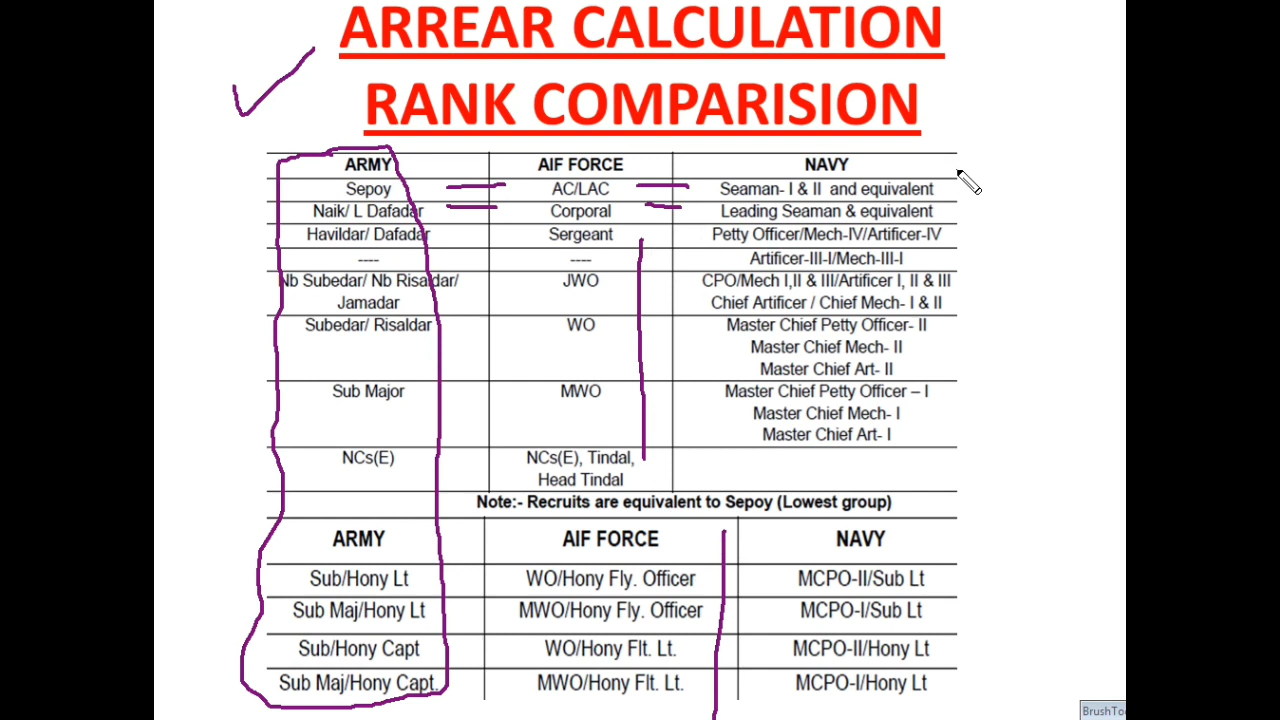 ARREAR CALCULATION
RANK COMPARISION
ARMY AIF FORCE NAVY
Sepoy AC/LAC Seaman- I & II and equivalent
Naik/ L Dafadar Corporal Leading Seaman & equivalent
Havildar/ Dafadar Sergeant Petty Officer/Mech-IV/Artificer-IV
---- ---- Artificer-III-I/Mech-III-I
Nb Subedar/ Nb Risaldar/ JWO CPO/Mech I,II & III/Artificer I, II & III
Jamadar Chief Artificer / Chief Mech- I & II
Subedar/ Risaldar WO Master Chief Petty Officer- II
Master Chief Mech- II
Master Chief Art- II
Sub Major MWO Master Chief Petty Officer – I
Master Chief Mech- I
Master Chief Art- I
NCs(E) NCs(E), Tindal,
Head Tindal
Note:- Recruits are equivalent to Sepoy (Lowest group)
ARMY AIF FORCE NAVY
Sub/Hony Lt WO/Hony Fly. Officer MCPO-II/Sub Lt
Sub Maj/Hony Lt MWO/Hony Fly. Officer MCPO-I/Sub Lt
Sub/Hony Capt WO/Hony Flt. Lt. MCPO-II/Hony Lt
Sub Maj/Hony Capt. MWO/Hony Flt. Lt. MCPO-I/Hony Lt